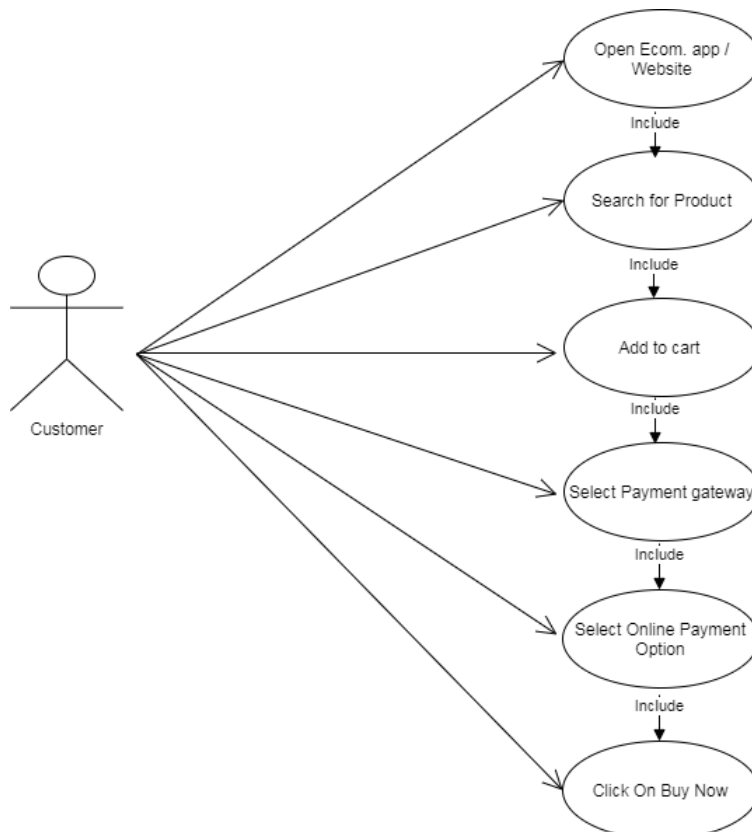 Open Ecom. app /
Website
Include
Search for Product
Include
Add to cart
Include
Customer
Select Payment gateway
Include
Select Online Payment
Option
Include
Click On Buy Now